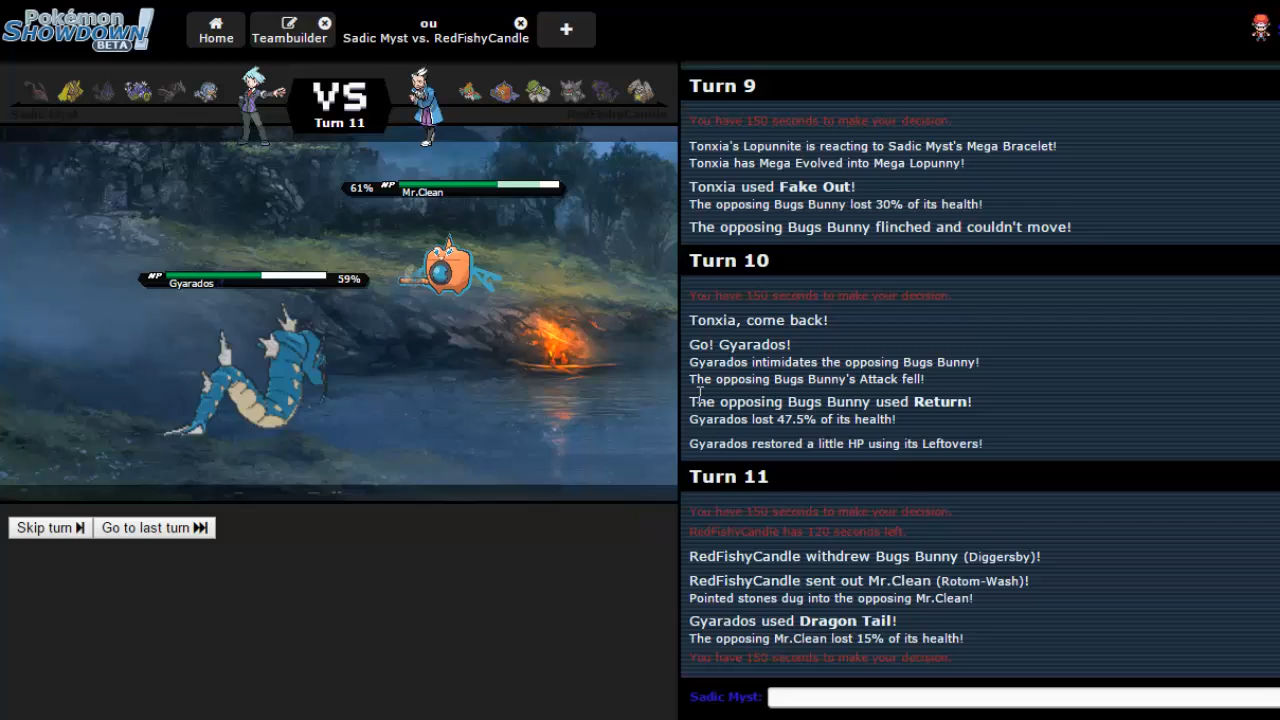 Pokémon
SHOWDOWN!
BETA
Home
Teambuilder
ou
Sadic Myst vs. RedFishyCandle
+
VS
Turn 11
Sadic Myst
RedFishyCandle
61%
Mr.Clean
Gyarados
59%
Skip turn
Go to last turn
Turn 9
You have 150 seconds to make your decision.
Tonxia's Lopunnite is reacting to Sadic Myst's Mega Bracelet!
Tonxia has Mega Evolved into Mega Lopunny!
Tonxia used Fake Out!
The opposing Bugs Bunny lost 30% of its health!
The opposing Bugs Bunny flinched and couldn't move!
Turn 10
You have 150 seconds to make your decision.
Tonxia, come back!
Go! Gyarados!
Gyarados intimidates the opposing Bugs Bunny!
The opposing Bugs Bunny's Attack fell!
The opposing Bugs Bunny used Return!
Gyarados lost 47.5% of its health!
Gyarados restored a little HP using its Leftovers!
Turn 11
You have 150 seconds to make your decision.
RedFishyCandle has 120 seconds left.
RedFishyCandle withdrew Bugs Bunny (Diggersby)!
RedFishyCandle sent out Mr.Clean (Rotom-Wash)!
Pointed stones dug into the opposing Mr.Clean!
Gyarados used Dragon Tail!
The opposing Mr.Clean lost 15% of its health!
You have 150 seconds to make your decision.
Sadic Myst: